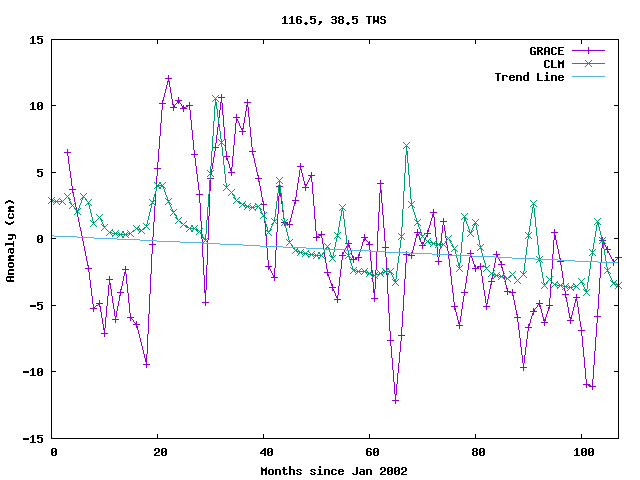 116.5, 38.5 TWS
GRACE
CLM
Trend Line
15
10
5
0
-5
-10
-15
Anomaly (cm)
0 20 40 60 80 100
Months since Jan 2002